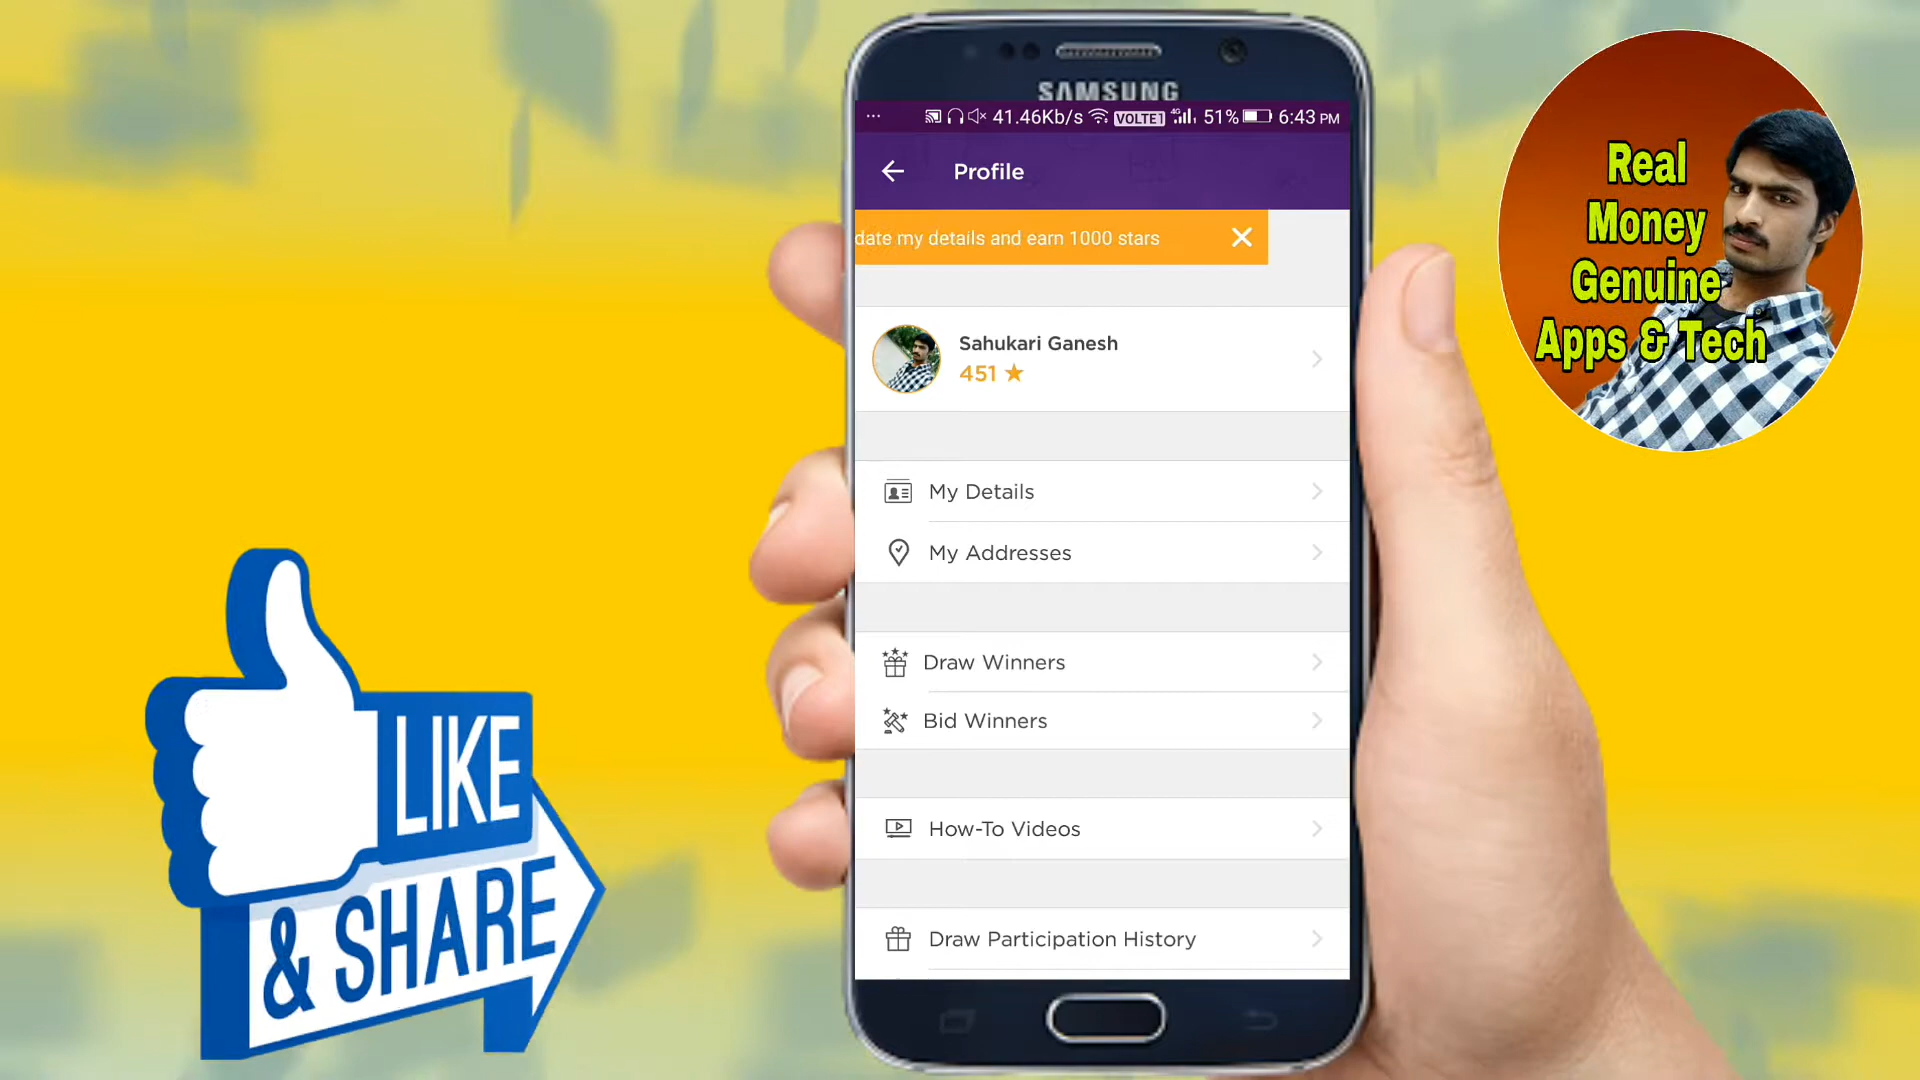 SAMSUNG
... 41.46Kb/s VOLTE1 4G 51% 6:43 PM
Profile
date my details and earn 1000 stars
Sahukari Ganesh
451 ★
My Details
My Addresses
Draw Winners
Bid Winners
How-To Videos
Draw Participation History
Real
Money
Genuine
Apps & Tech
LIKE
& SHARE